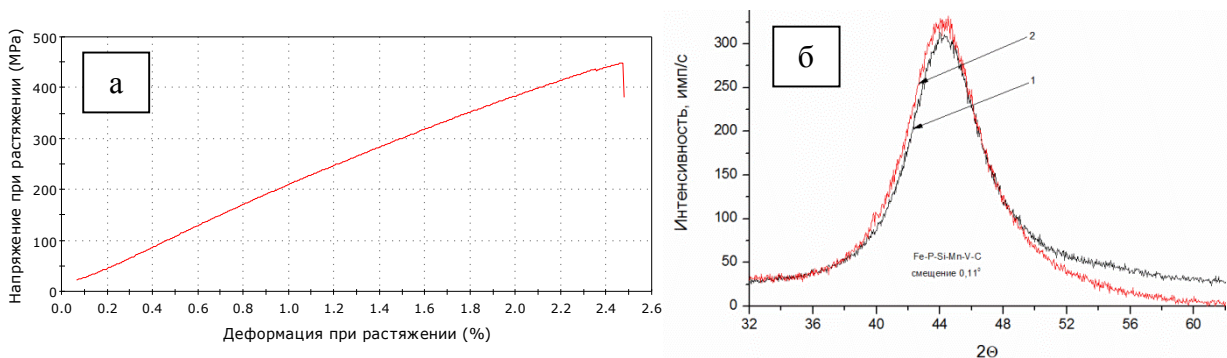 а
Напряжение при растяжении (MPa)
500
400
300
200
100
0
0.0 0.2 0.4 0.6 0.8 1.0 1.2 1.4 1.6 1.8 2.0 2.2 2.4 2.6
Деформация при растяжении (%)
б
Интенсивность, имп/с
300
250
200
150
100
50
0
2
1
Fe-P-Si-Mn-V-C
смещение 0,11⁰
32 36 40 44 48 52 56 60
2Θ